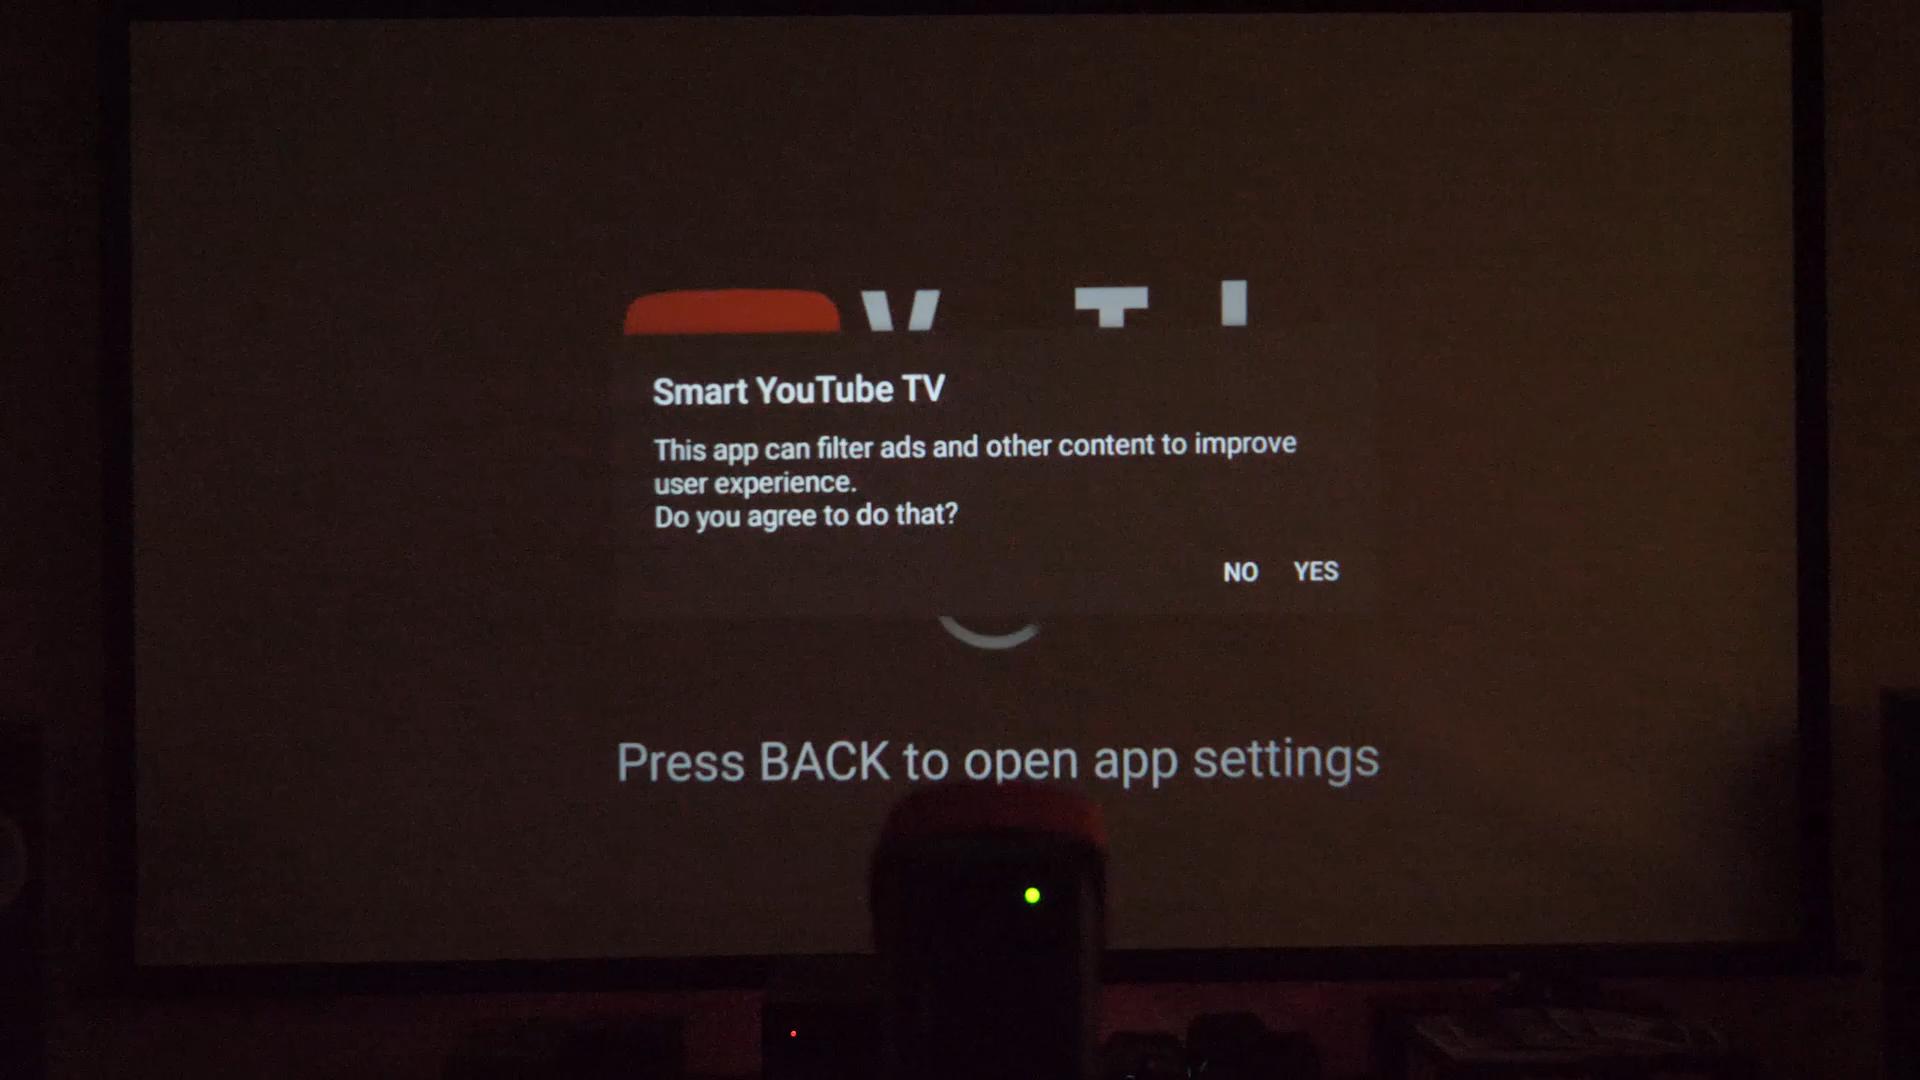 Smart YouTube TV
This app can filter ads and other content to improve
user experience.
Do you agree to do that?
NO YES
Press BACK to open app settings